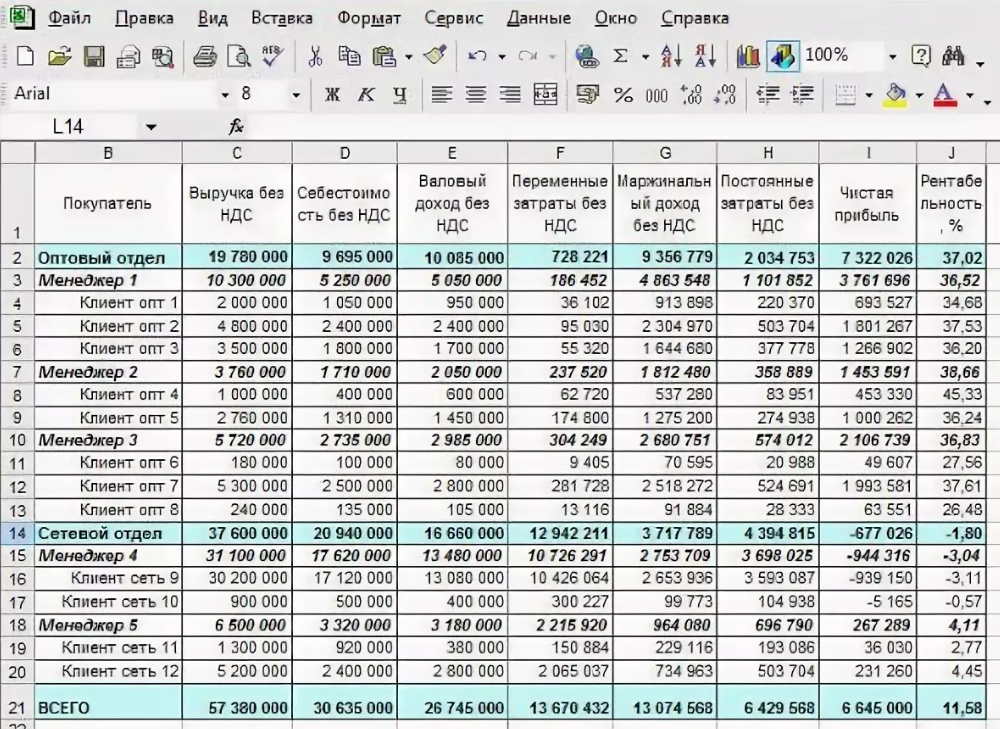 Файл Правка Вид Вставка Формат Сервис Данные Окно Справка
100%
Arial 8 Ж К Ч % 000
L14 fx
B C D E F G H I J
1 Покупатель Выручка без НДС Себестоимо сть без НДС Валовый доход без НДС Переменные затраты без НДС Маржинальн ый доход без НДС Постоянные затраты без НДС Чистая прибыль Рентабе льность , %
2 Оптовый отдел 19 780 000 9 695 000 10 085 000 728 221 9 356 779 2 034 753 7 322 026 37,02
3 Менеджер 1 10 300 000 5 250 000 5 050 000 186 452 4 863 548 1 101 852 3 761 696 36,52
4 Клиент опт 1 2 000 000 1 050 000 950 000 36 102 913 898 220 370 693 527 34,68
5 Клиент опт 2 4 800 000 2 400 000 2 400 000 95 030 2 304 970 503 704 1 801 267 37,53
6 Клиент опт 3 3 500 000 1 800 000 1 700 000 55 320 1 644 680 377 778 1 266 902 36,20
7 Менеджер 2 3 760 000 1 710 000 2 050 000 237 520 1 812 480 358 889 1 453 591 38,66
8 Клиент опт 4 1 000 000 400 000 600 000 62 720 537 280 83 951 453 330 45,33
9 Клиент опт 5 2 760 000 1 310 000 1 450 000 174 800 1 275 200 274 938 1 000 262 36,24
10 Менеджер 3 5 720 000 2 735 000 2 985 000 304 249 2 680 751 574 012 2 106 739 36,83
11 Клиент опт 6 180 000 100 000 80 000 9 405 70 595 20 988 49 607 27,56
12 Клиент опт 7 5 300 000 2 500 000 2 800 000 281 728 2 518 272 524 691 1 993 581 37,61
13 Клиент опт 8 240 000 135 000 105 000 13 116 91 884 28 333 63 551 26,48
14 Сетевой отдел 37 600 000 20 940 000 16 660 000 12 942 211 3 717 789 4 394 815 -677 026 -1,80
15 Менеджер 4 31 100 000 17 620 000 13 480 000 10 726 291 2 753 709 3 698 025 -944 316 -3,04
16 Клиент сеть 9 30 200 000 17 120 000 13 080 000 10 426 064 2 653 936 3 593 087 -939 150 -3,11
17 Клиент сеть 10 900 000 500 000 400 000 300 227 99 773 104 938 -5 165 -0,57
18 Менеджер 5 6 500 000 3 320 000 3 180 000 2 215 920 964 080 696 790 267 289 4,11
19 Клиент сеть 11 1 300 000 920 000 380 000 150 884 229 116 193 086 36 030 2,77
20 Клиент сеть 12 5 200 000 2 400 000 2 800 000 2 065 037 734 963 503 704 231 260 4,45
21 ВСЕГО 57 380 000 30 635 000 26 745 000 13 670 432 13 074 568 6 429 568 6 645 000 11,58